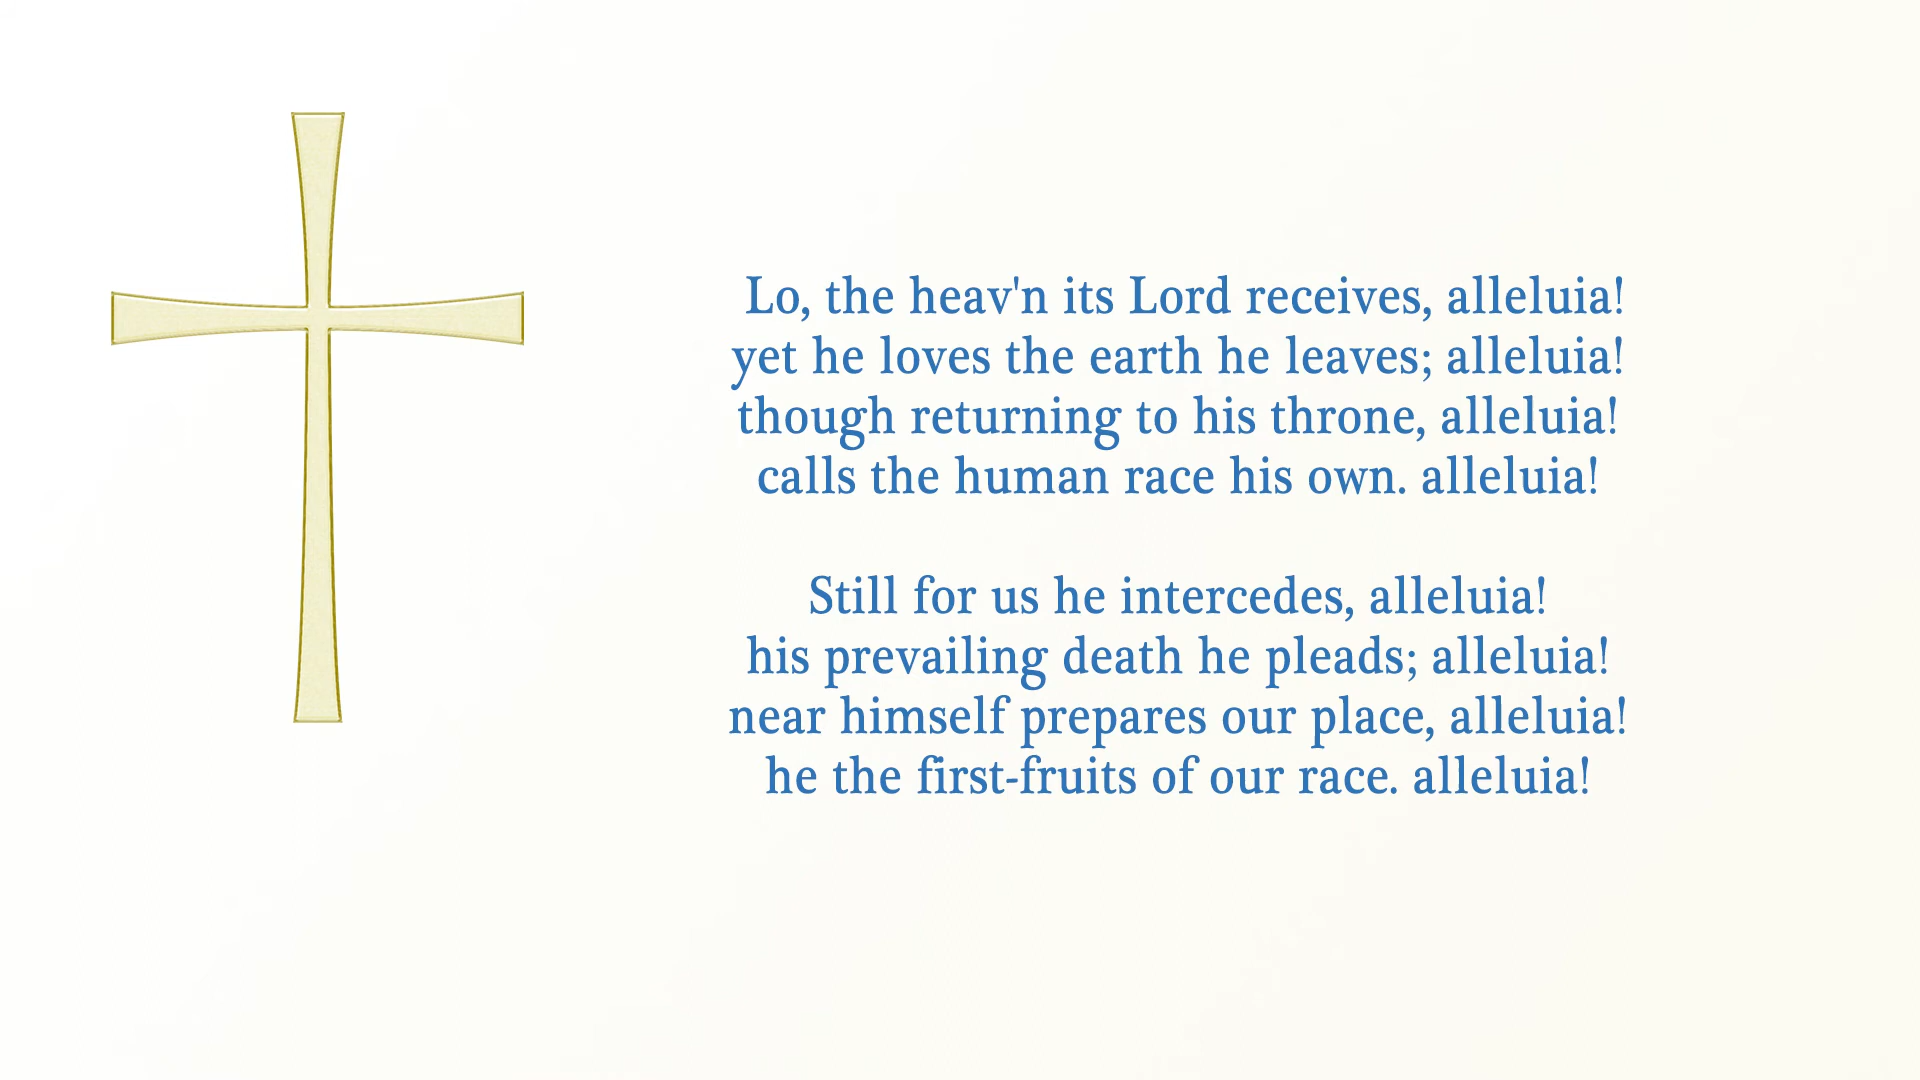 Lo, the heav'n its Lord receives, alleluia!
yet he loves the earth he leaves; alleluia!
though returning to his throne, alleluia!
calls the human race his own. alleluia!
Still for us he intercedes, alleluia!
his prevailing death he pleads; alleluia!
near himself prepares our place, alleluia!
he the first-fruits of our race. alleluia!